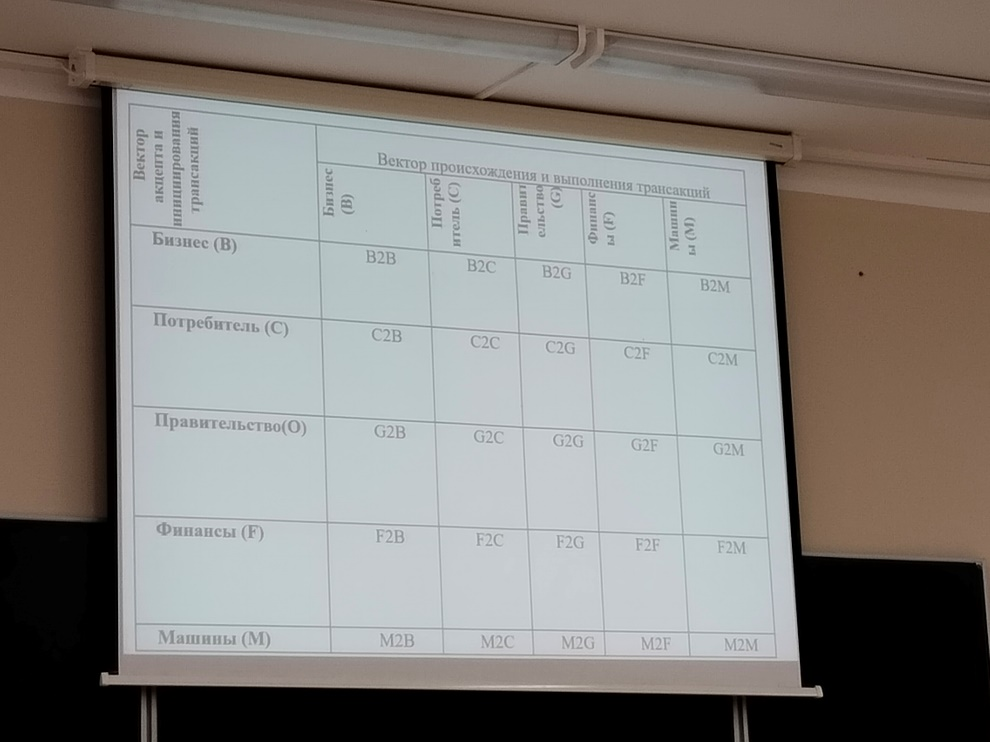 Вектор
акцепта и
инициирования
трансакций
Вектор происхождения и выполнения трансакций
Бизнес
(B)
Потреб
итель (C)
Правит
ельство
(G)
Финанс
ы (F)
Машин
ы (M)
Бизнес (B) B2B B2C B2G B2F B2M
Потребитель (C) C2B C2C C2G C2F C2M
Правительство(O) G2B G2C G2G G2F G2M
Финансы (F) F2B F2C F2G F2F F2M
Машины (M) M2B M2C M2G M2F M2M